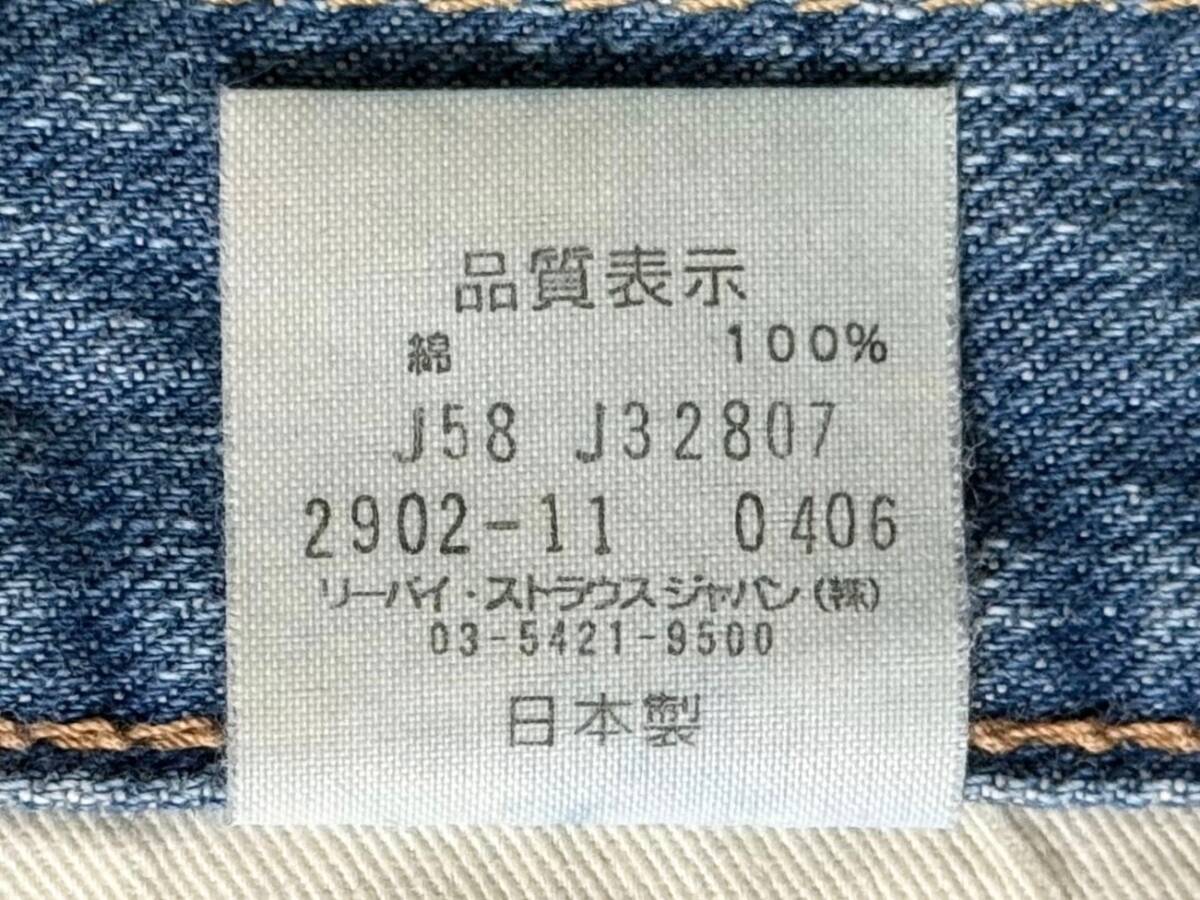 品質表示
綿 100%
J58 J32807
2902-11 0406
リーバイ・ストラウスジャパン(株)
03-5421-9500
日本製